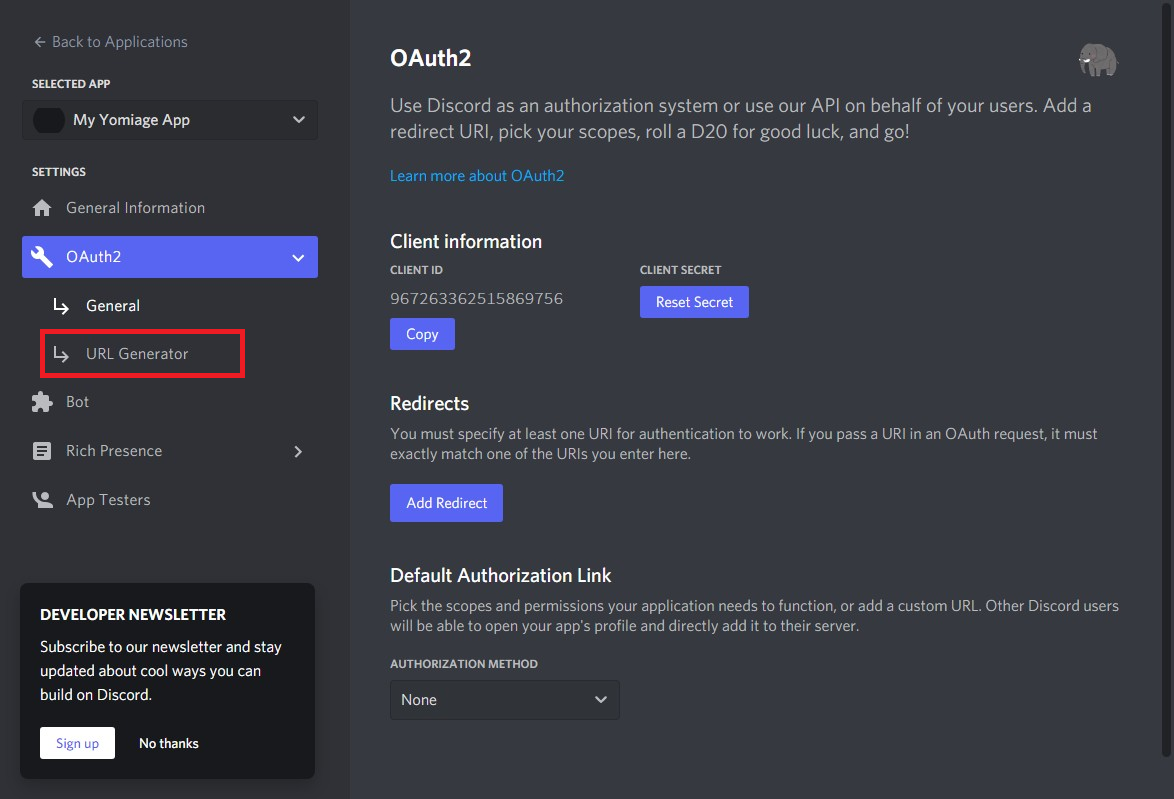 Back to Applications
SELECTED APP
My Yomiage App
SETTINGS
General Information
OAuth2
General
URL Generator
Bot
Rich Presence
App Testers
DEVELOPER NEWSLETTER
Subscribe to our newsletter and stay
updated about cool ways you can
build on Discord.
Sign up
No thanks
OAuth2
Use Discord as an authorization system or use our API on behalf of your users. Add a
redirect URI, pick your scopes, roll a D20 for good luck, and go!
Learn more about OAuth2
Client information
CLIENT ID
967263362515869756
Copy
CLIENT SECRET
Reset Secret
Redirects
You must specify at least one URI for authentication to work. If you pass a URI in an OAuth request, it must
exactly match one of the URIs you enter here.
Add Redirect
Default Authorization Link
Pick the scopes and permissions your application needs to function, or add a custom URL. Other Discord users
will be able to open your app's profile and directly add it to their server.
AUTHORIZATION METHOD
None